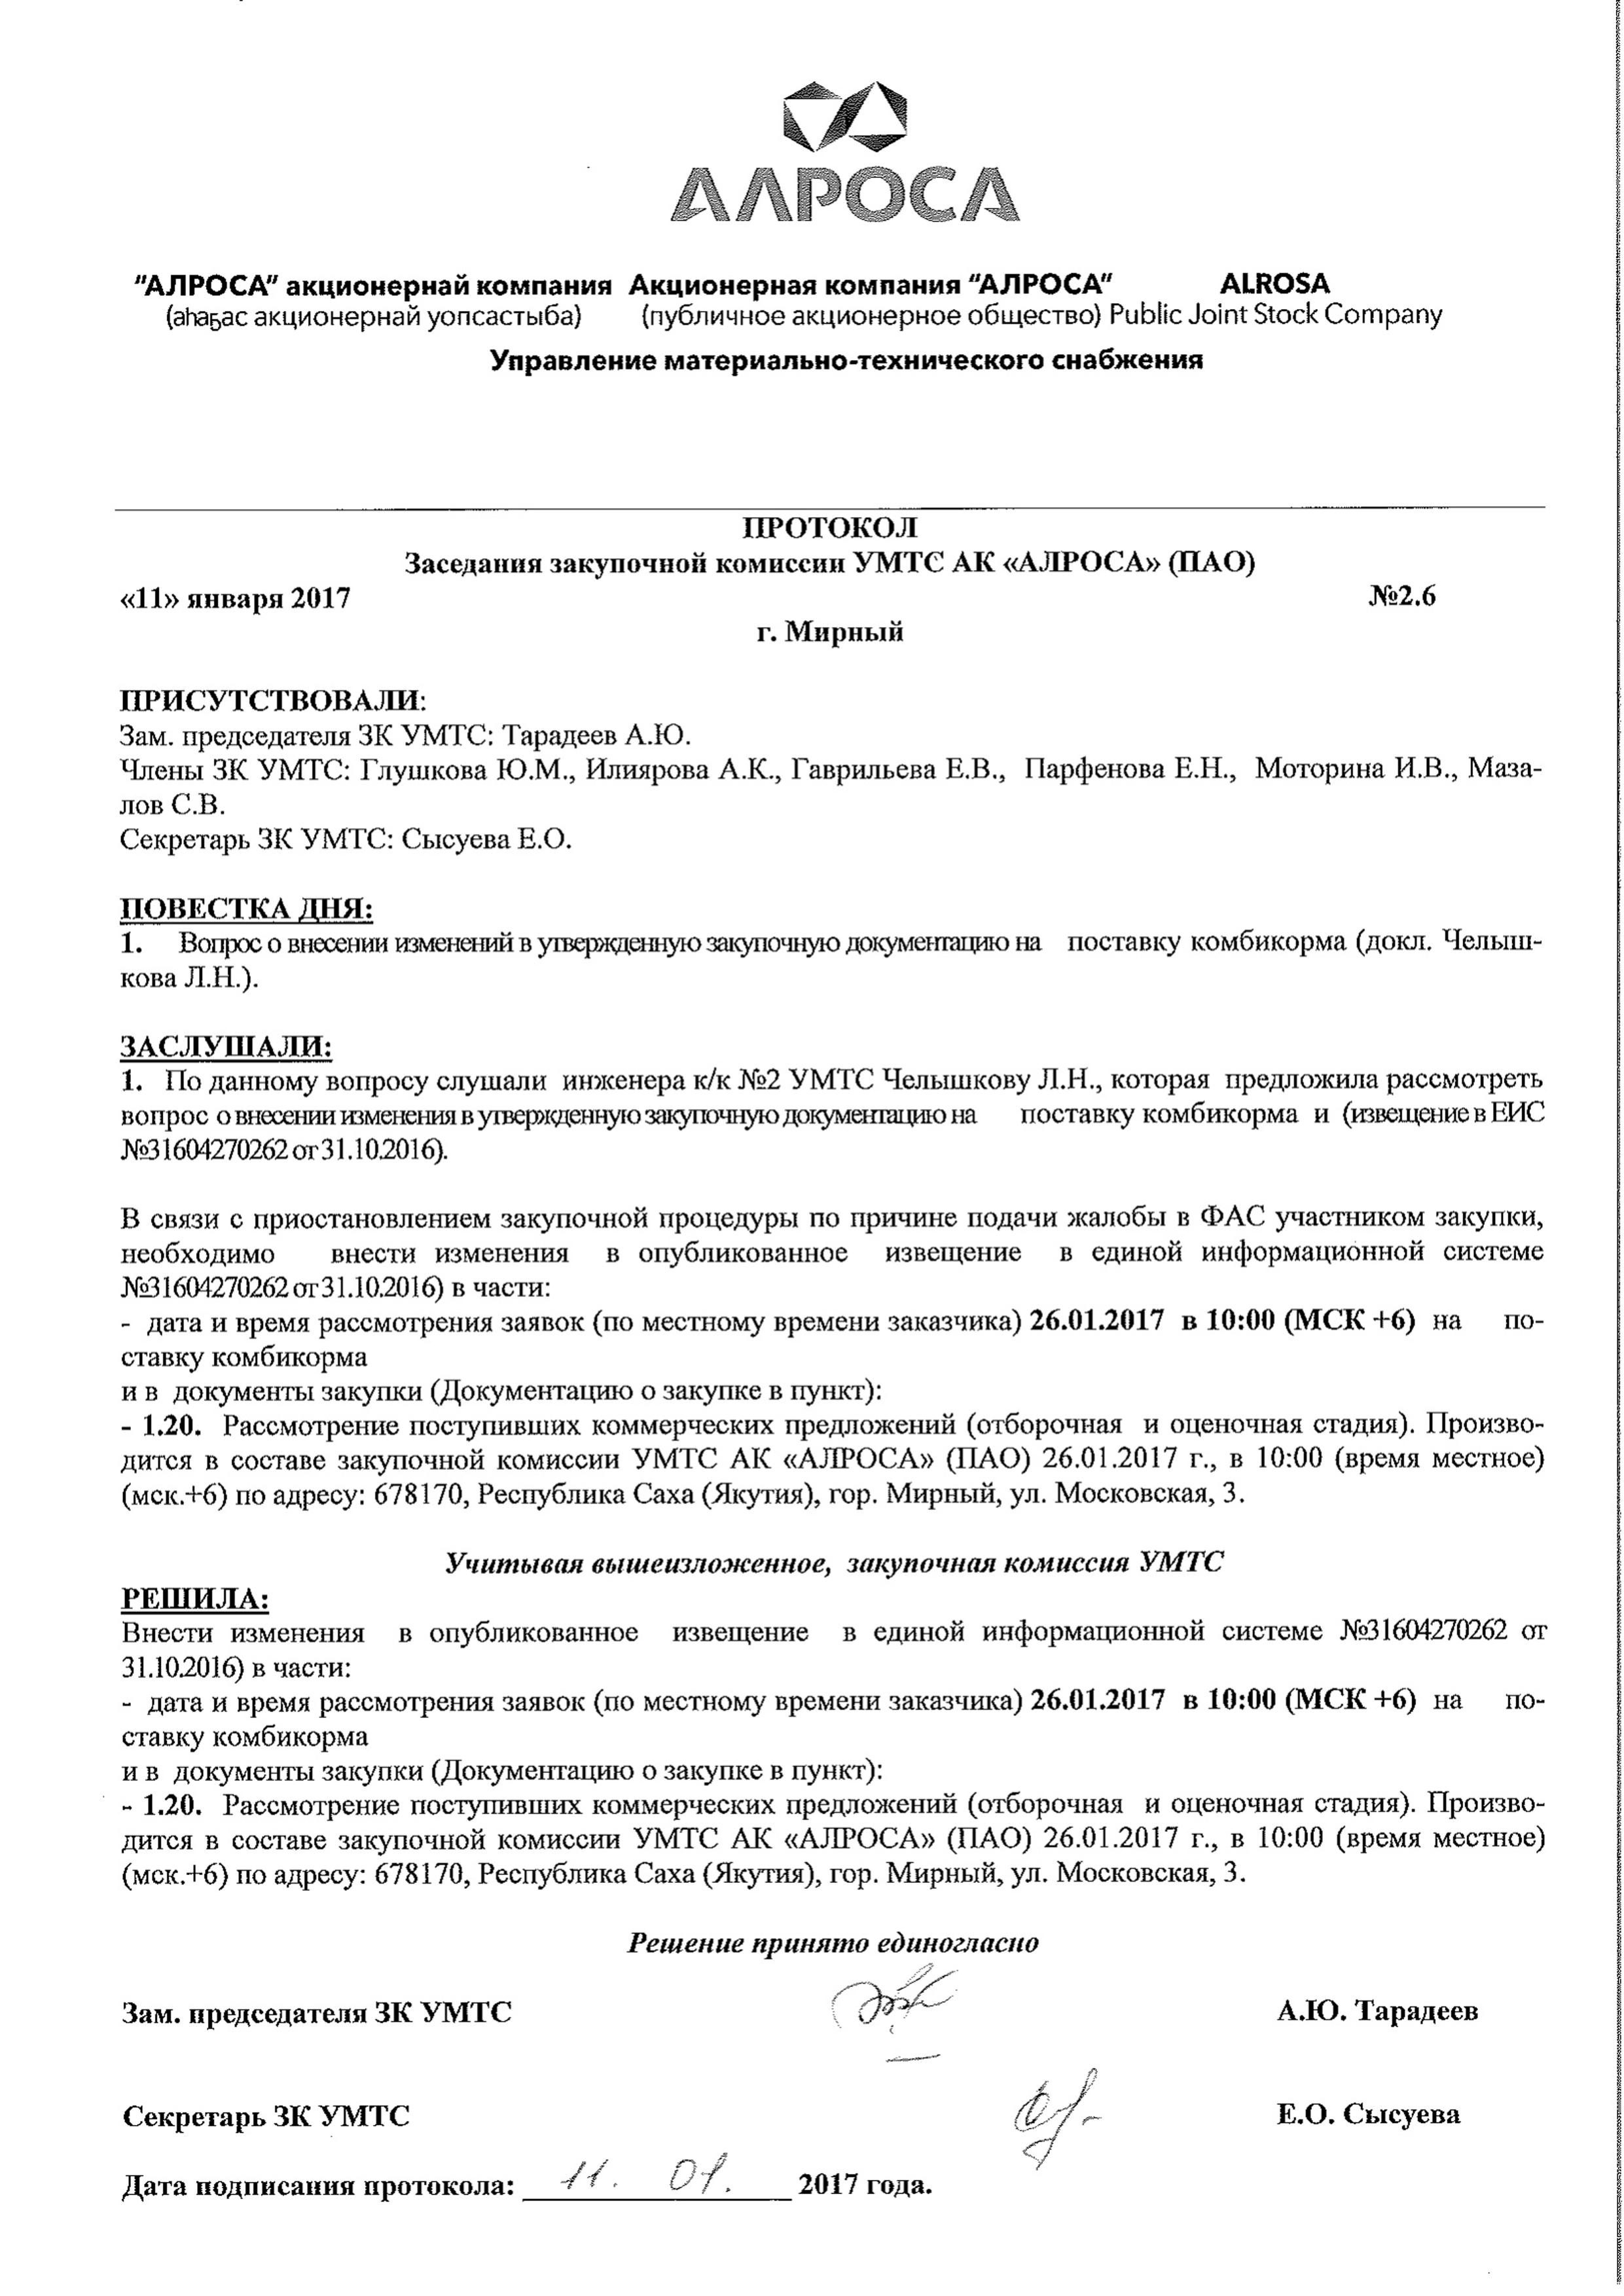 АЛРОСА
"АЛРОСА" акционернай компания Акционерная компания "АЛРОСА" ALROSA
(аһаҕас акционернай уопсастыба) (публичное акционерное общество) Public Joint Stock Company
Управление материально-технического снабжения
ПРОТОКОЛ
Заседания закупочной комиссии УМТС АК «АЛРОСА» (ПАО)
«11» января 2017 №2.6
г. Мирный
ПРИСУТСТВОВАЛИ:
Зам. председателя ЗК УМТС: Тарадеев А.Ю.
Члены ЗК УМТС: Глушкова Ю.М., Илиярова А.К., Гаврильева Е.В., Парфенова Е.Н., Моторина И.В., Маза-
лов С.В.
Секретарь ЗК УМТС: Сысуева Е.О.
ПОВЕСТКА ДНЯ:
1. Вопрос о внесении изменений в утвержденную закупочную документацию на поставку комбикорма (докл. Челыш-
кова Л.Н.).
ЗАСЛУШАЛИ:
1. По данному вопросу слушали инженера к/к №2 УМТС Челышкову Л.Н., которая предложила рассмотреть
вопрос о внесении изменения в утвержденную закупочную документацию на поставку комбикорма и (извещение в ЕИС
№31604270262 от 31.10.2016).
В связи с приостановлением закупочной процедуры по причине подачи жалобы в ФАС участником закупки,
необходимо внести изменения в опубликованное извещение в единой информационной системе
№31604270262 от 31.10.2016) в части:
- дата и время рассмотрения заявок (по местному времени заказчика) 26.01.2017 в 10:00 (МСК +6) на по-
ставку комбикорма
и в документы закупки (Документацию о закупке в пункт):
- 1.20. Рассмотрение поступивших коммерческих предложений (отборочная и оценочная стадия). Произво-
дится в составе закупочной комиссии УМТС АК «АЛРОСА» (ПАО) 26.01.2017 г., в 10:00 (время местное)
(мск.+6) по адресу: 678170, Республика Саха (Якутия), гор. Мирный, ул. Московская, 3.
Учитывая вышеизложенное, закупочная комиссия УМТС
РЕШИЛА:
Внести изменения в опубликованное извещение в единой информационной системе №31604270262 от
31.10.2016) в части:
- дата и время рассмотрения заявок (по местному времени заказчика) 26.01.2017 в 10:00 (МСК +6) на по-
ставку комбикорма
и в документы закупки (Документацию о закупке в пункт):
- 1.20. Рассмотрение поступивших коммерческих предложений (отборочная и оценочная стадия). Произво-
дится в составе закупочной комиссии УМТС АК «АЛРОСА» (ПАО) 26.01.2017 г., в 10:00 (время местное)
(мск.+6) по адресу: 678170, Республика Саха (Якутия), гор. Мирный, ул. Московская, 3.
Решение принято единогласно
Зам. председателя ЗК УМТС А.Ю. Тарадеев
Секретарь ЗК УМТС Е.О. Сысуева
Дата подписания протокола: 11. 01. 2017 года.